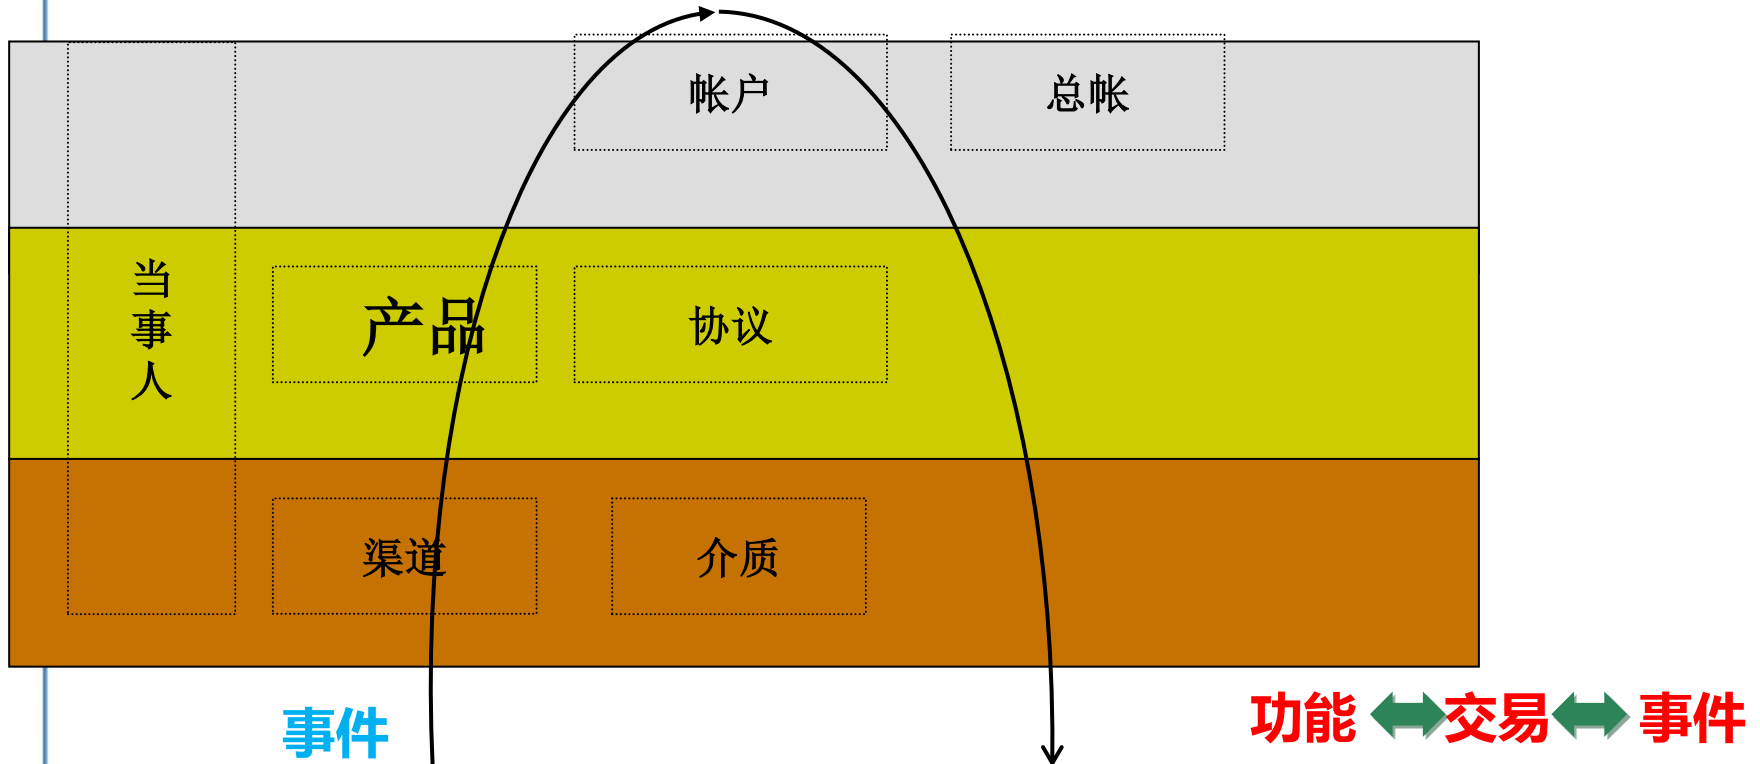 帐户
总帐
当
事
人
产品
协议
渠道
介质
事件
功能 交易 事件